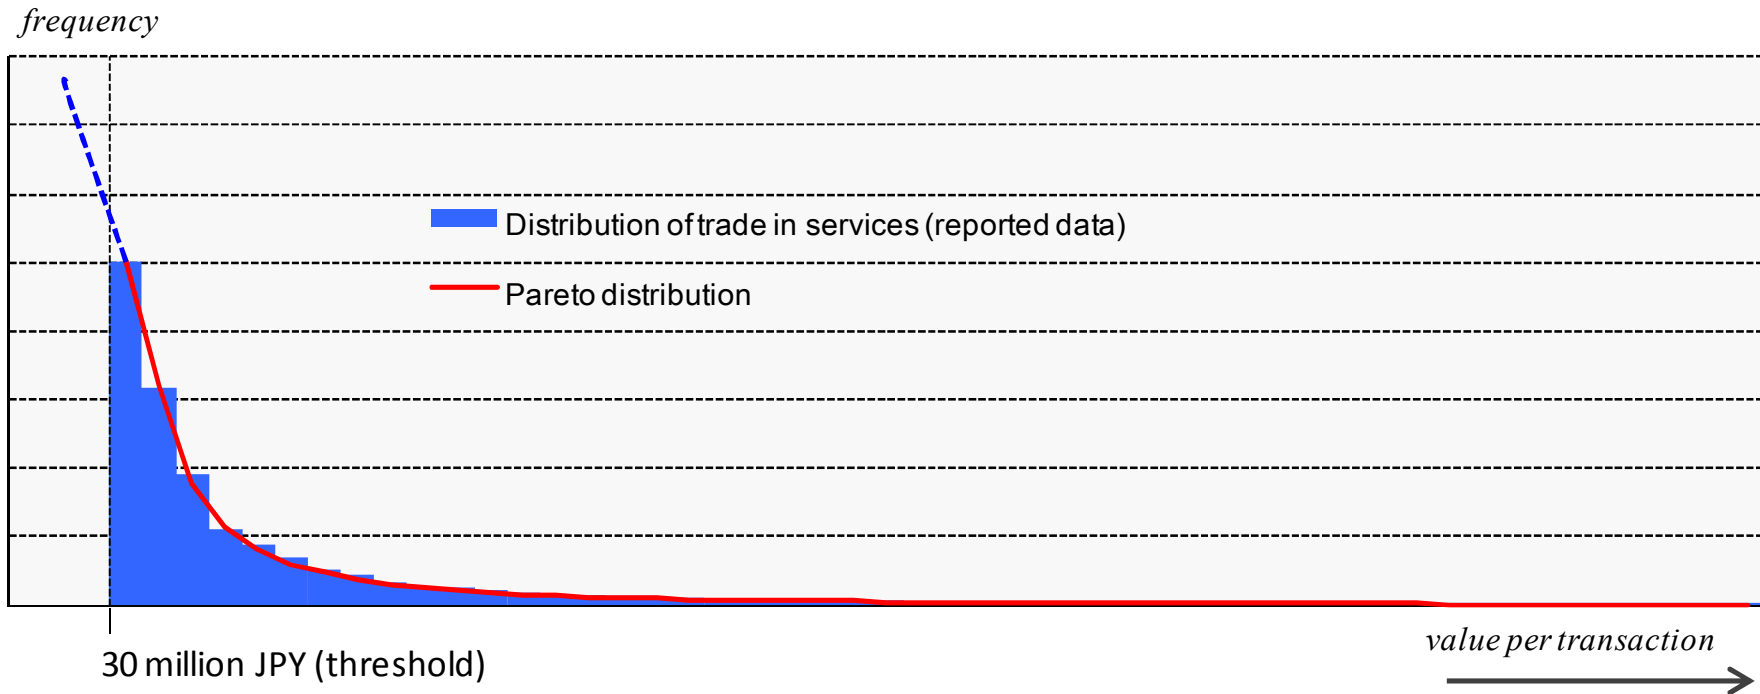 frequency
Distribution of trade in services (reported data)
Pareto distribution
value per transaction
30 million JPY (threshold)